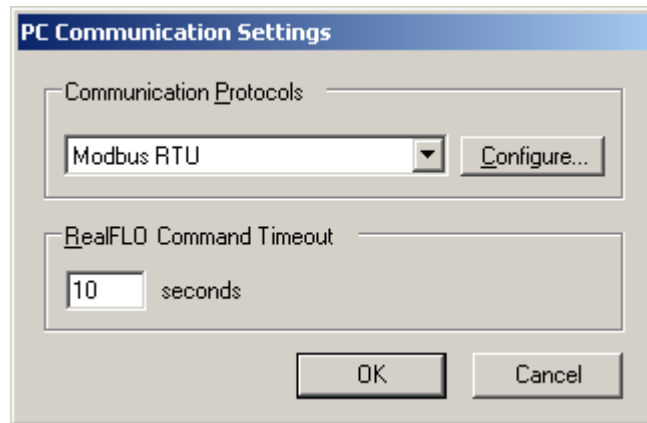 PC Communication Settings
Communication Protocols
Modbus RTU Configure...
RealFLO Command Timeout
10 seconds
OK Cancel